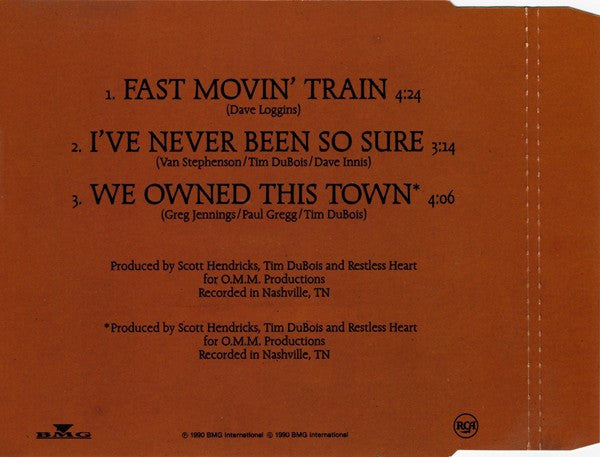 1. FAST MOVIN' TRAIN 4:24
(Dave Loggins)
2. I'VE NEVER BEEN SO SURE 3:14
(Van Stephenson/Tim DuBois/Dave Innis)
3. WE OWNED THIS TOWN* 4:06
(Greg Jennings/Paul Gregg/Tim DuBois)
Produced by Scott Hendricks, Tim DuBois and Restless Heart
for O.M.M. Productions
Recorded in Nashville, TN
*Produced by Scott Hendricks, Tim DuBois and Restless Heart
for O.M.M. Productions
Recorded in Nashville, TN
BMG
℗ 1990 BMG International © 1990 BMG International
RCA